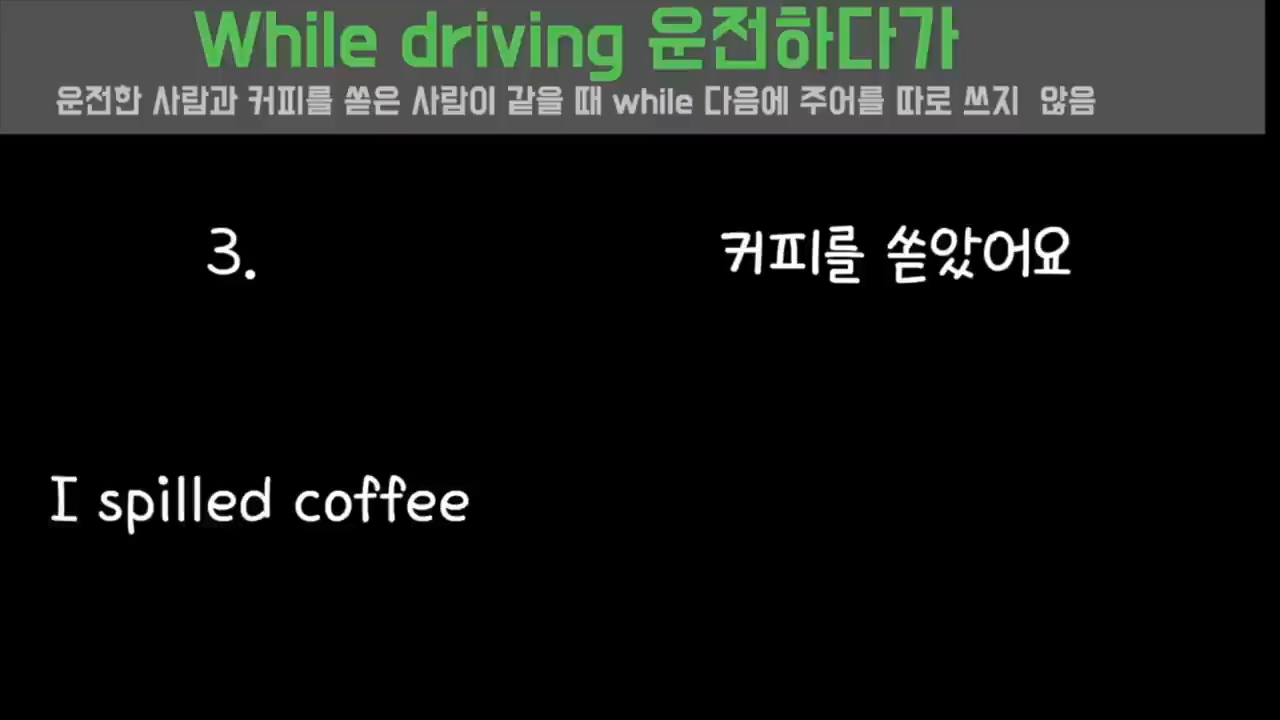 While driving 운전하다가
운전한 사람과 커피를 쏟은 사람이 같을 때 while 다음에 주어를 따로 쓰지 않음
3. 커피를 쏟았어요
I spilled coffee